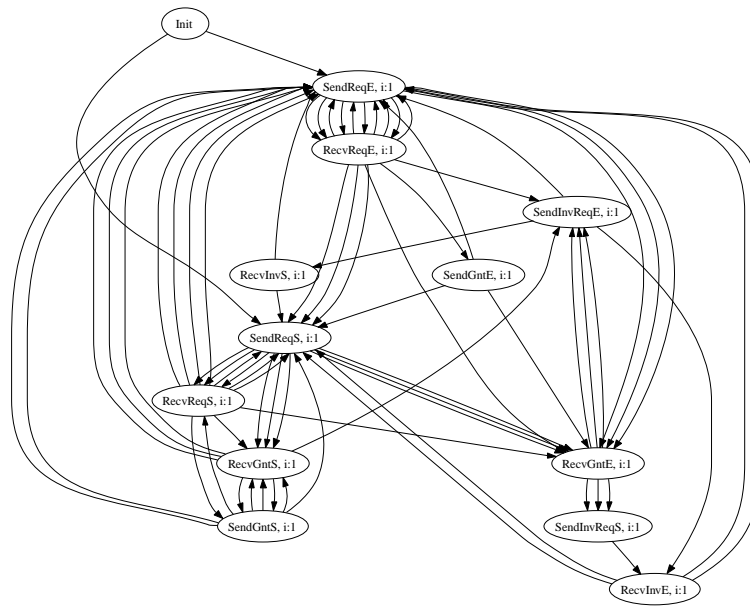 Init
SendReqE, i:1
RecvReqE, i:1
SendInvReqE, i:1
RecvInvS, i:1
SendGntE, i:1
SendReqS, i:1
RecvReqS, i:1
RecvGntS, i:1
RecvGntE, i:1
SendGntS, i:1
SendInvReqS, i:1
RecvInvE, i:1